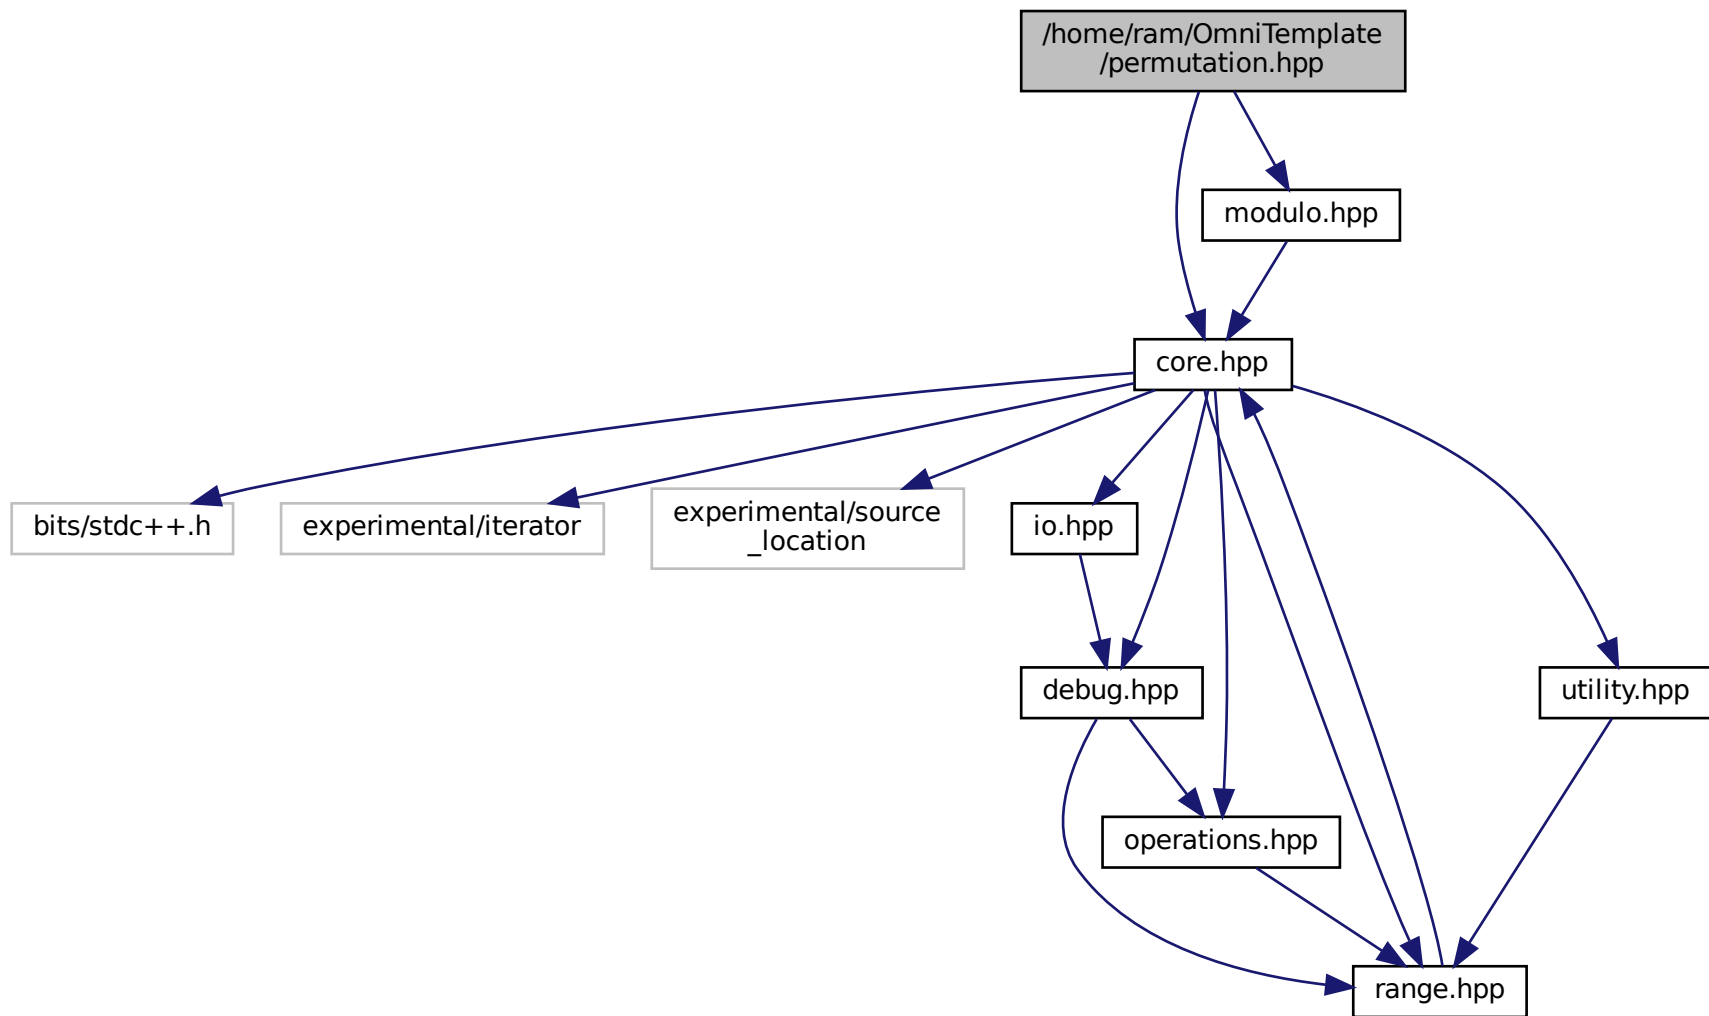 /home/ram/OmniTemplate
/permutation.hpp
modulo.hpp
core.hpp
bits/stdc++.h
experimental/iterator
experimental/source
_location
io.hpp
debug.hpp
utility.hpp
operations.hpp
range.hpp